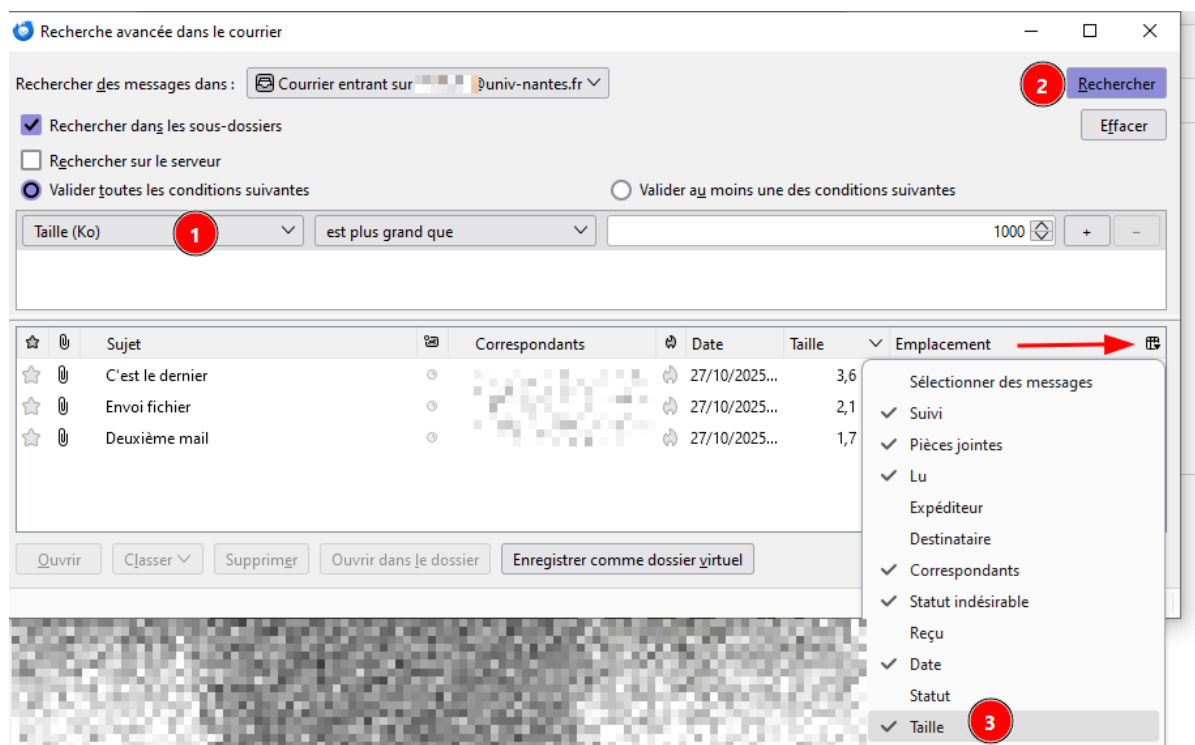 Recherche avancée dans le courrier
Rechercher des messages dans : Courrier entrant sur @univ-nantes.fr
2 Rechercher
Rechercher dans les sous-dossiers
Effacer
Rechercher sur le serveur
Valider toutes les conditions suivantes Valider au moins une des conditions suivantes
Taille (Ko) 1 est plus grand que 1000 + -
Sujet Correspondants Date Taille Emplacement
C'est le dernier 27/10/2025... 3,6
Envoi fichier 27/10/2025... 2,1
Deuxième mail 27/10/2025... 1,7
Sélectionner des messages
Suivi
Pièces jointes
Lu
Expéditeur
Destinataire
Correspondants
Statut indésirable
Reçu
Date
Statut
Taille 3
Ouvrir Classer Supprimer Ouvrir dans le dossier Enregistrer comme dossier virtuel